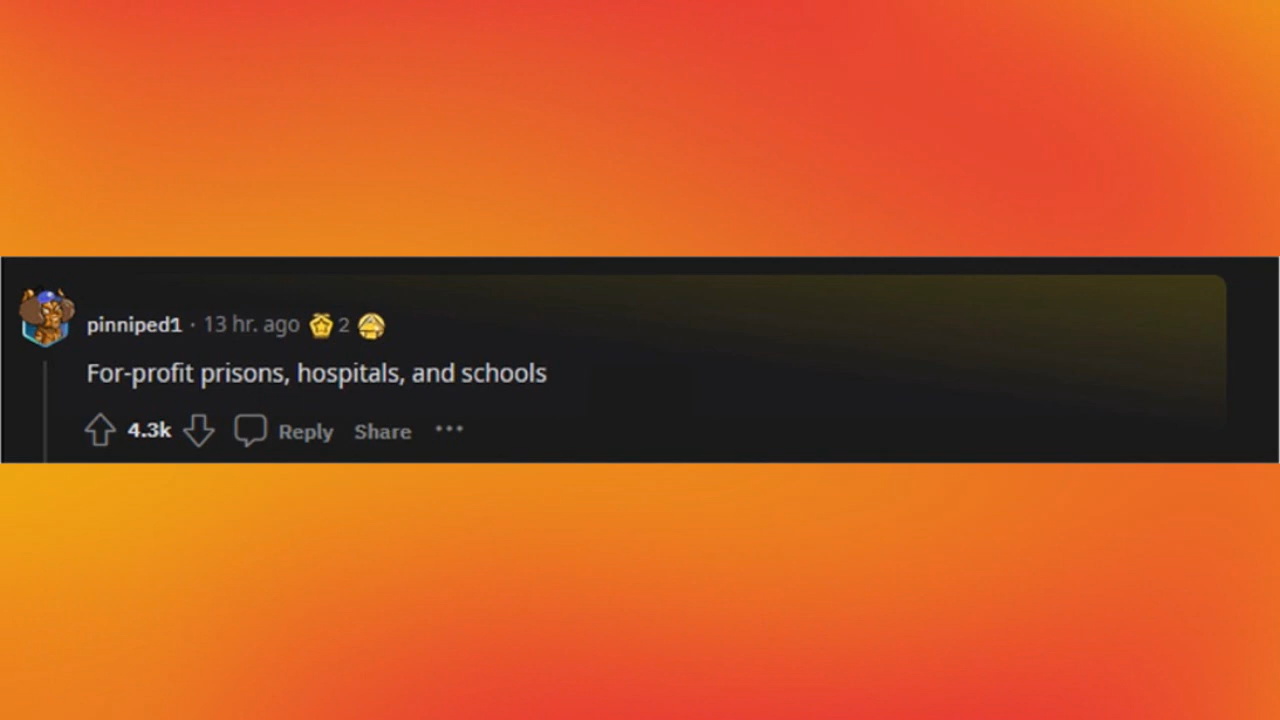 pinniped1 · 13 hr. ago 2
For-profit prisons, hospitals, and schools
4.3k Reply Share ···